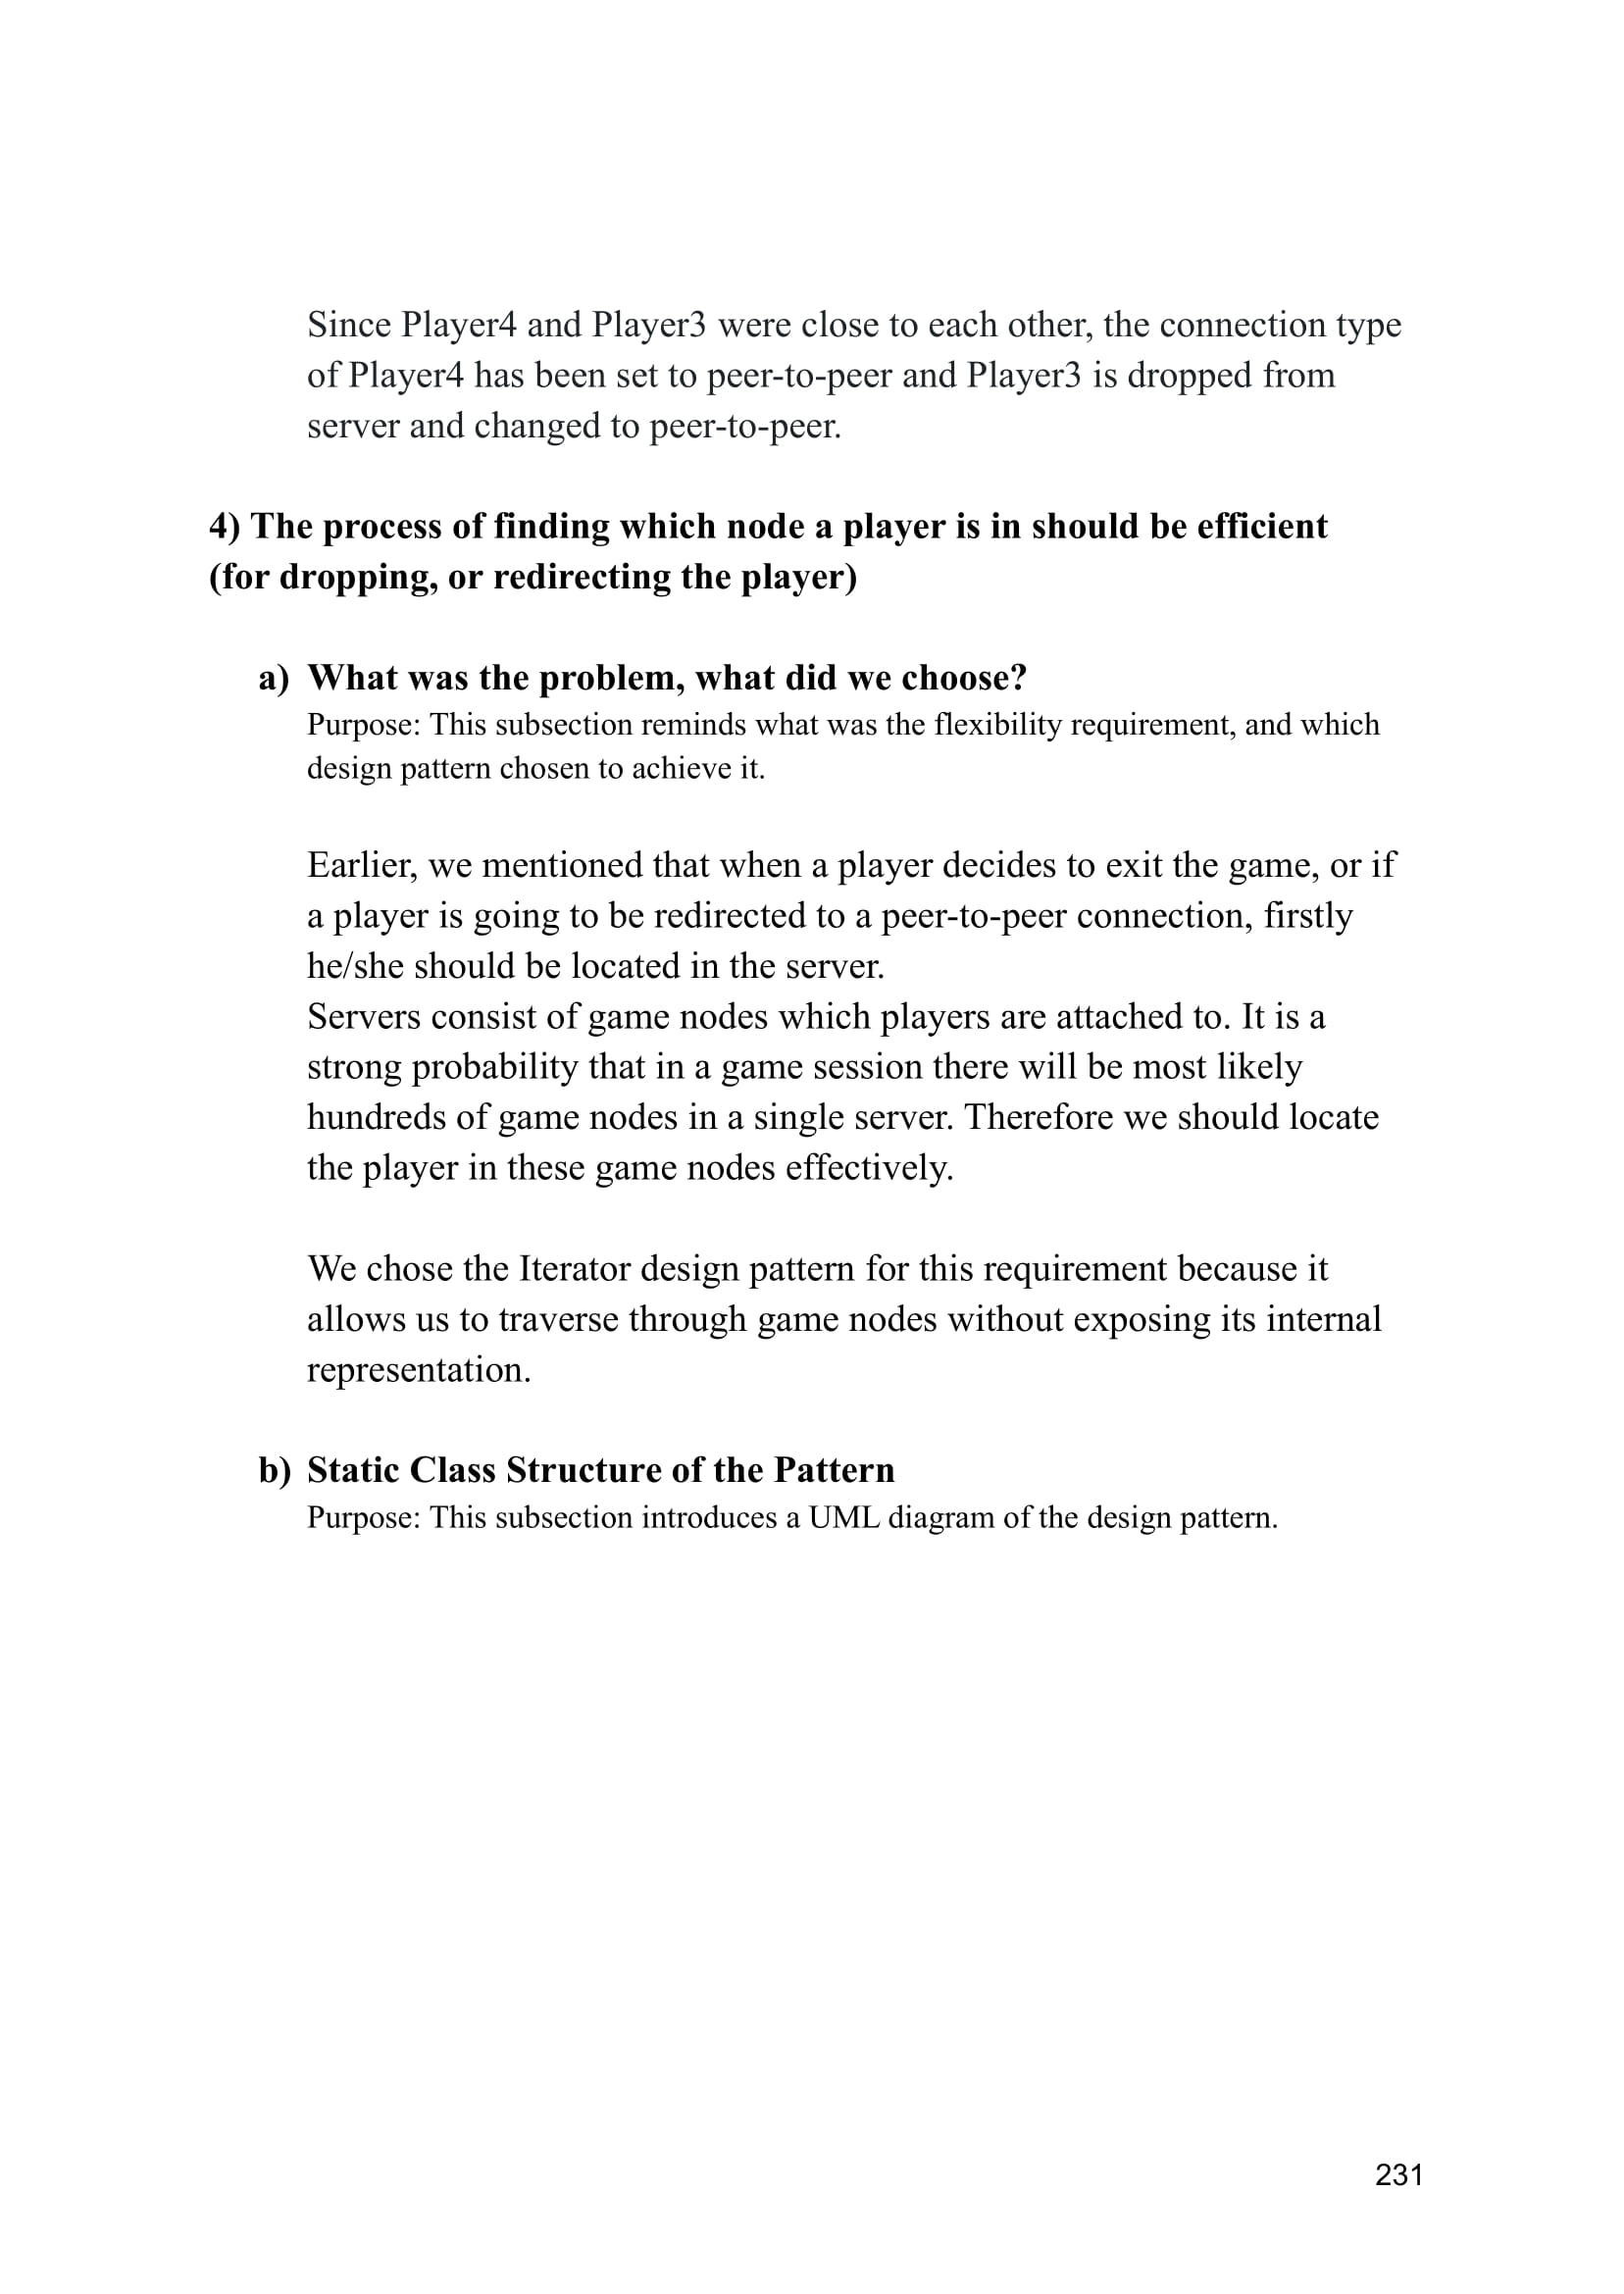 Since Player4 and Player3 were close to each other, the connection type
of Player4 has been set to peer-to-peer and Player3 is dropped from
server and changed to peer-to-peer.
4) The process of finding which node a player is in should be efficient
(for dropping, or redirecting the player)
a) What was the problem, what did we choose?
Purpose: This subsection reminds what was the flexibility requirement, and which
design pattern chosen to achieve it.
Earlier, we mentioned that when a player decides to exit the game, or if
a player is going to be redirected to a peer-to-peer connection, firstly
he/she should be located in the server.
Servers consist of game nodes which players are attached to. It is a
strong probability that in a game session there will be most likely
hundreds of game nodes in a single server. Therefore we should locate
the player in these game nodes effectively.
We chose the Iterator design pattern for this requirement because it
allows us to traverse through game nodes without exposing its internal
representation.
b) Static Class Structure of the Pattern
Purpose: This subsection introduces a UML diagram of the design pattern.
231